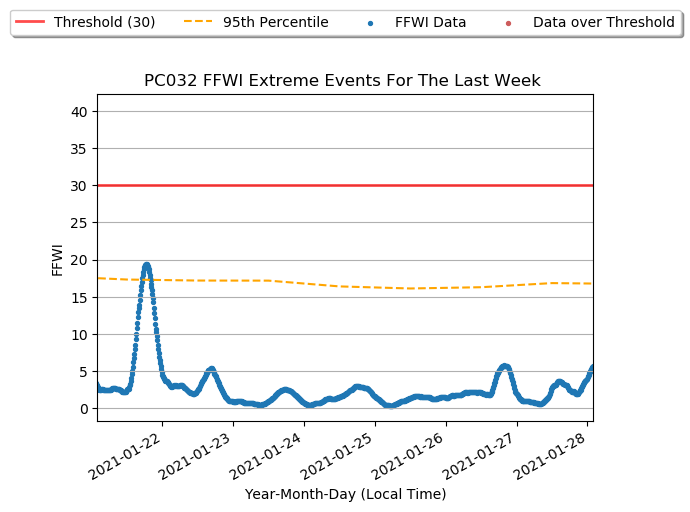 Threshold (30) 95th Percentile FFWI Data Data over Threshold
PC032 FFWI Extreme Events For The Last Week
40
35
30
25
20
15
10
5
0
FFWI
2021-01-22 2021-01-23 2021-01-24 2021-01-25 2021-01-26 2021-01-27 2021-01-28
Year-Month-Day (Local Time)